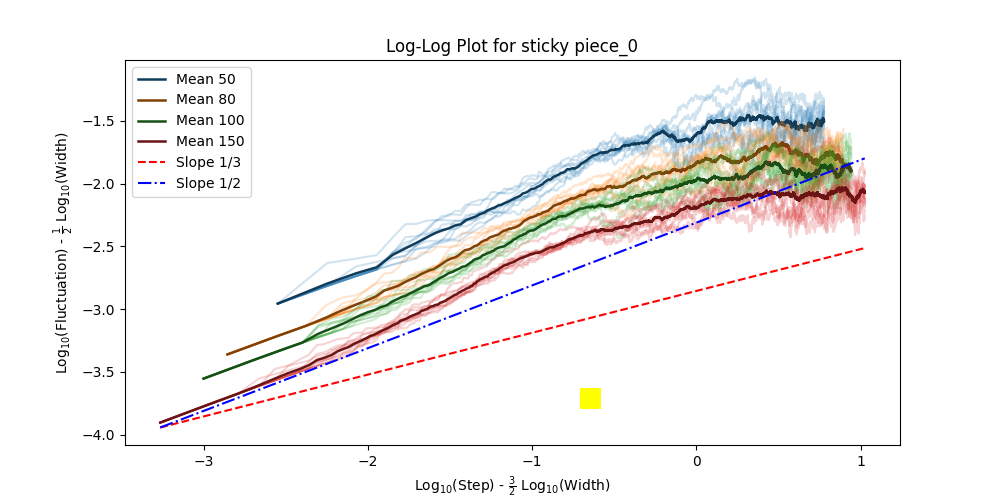 Log-Log Plot for sticky piece_0
Mean 50
Mean 80
Mean 100
Mean 150
Slope 1/3
Slope 1/2
Log₁₀(Fluctuation) - 1/2 Log₁₀(Width)
−1.5
−2.0
−2.5
−3.0
−3.5
−4.0
−3 −2 −1 0 1
Log₁₀(Step) - 3/2 Log₁₀(Width)